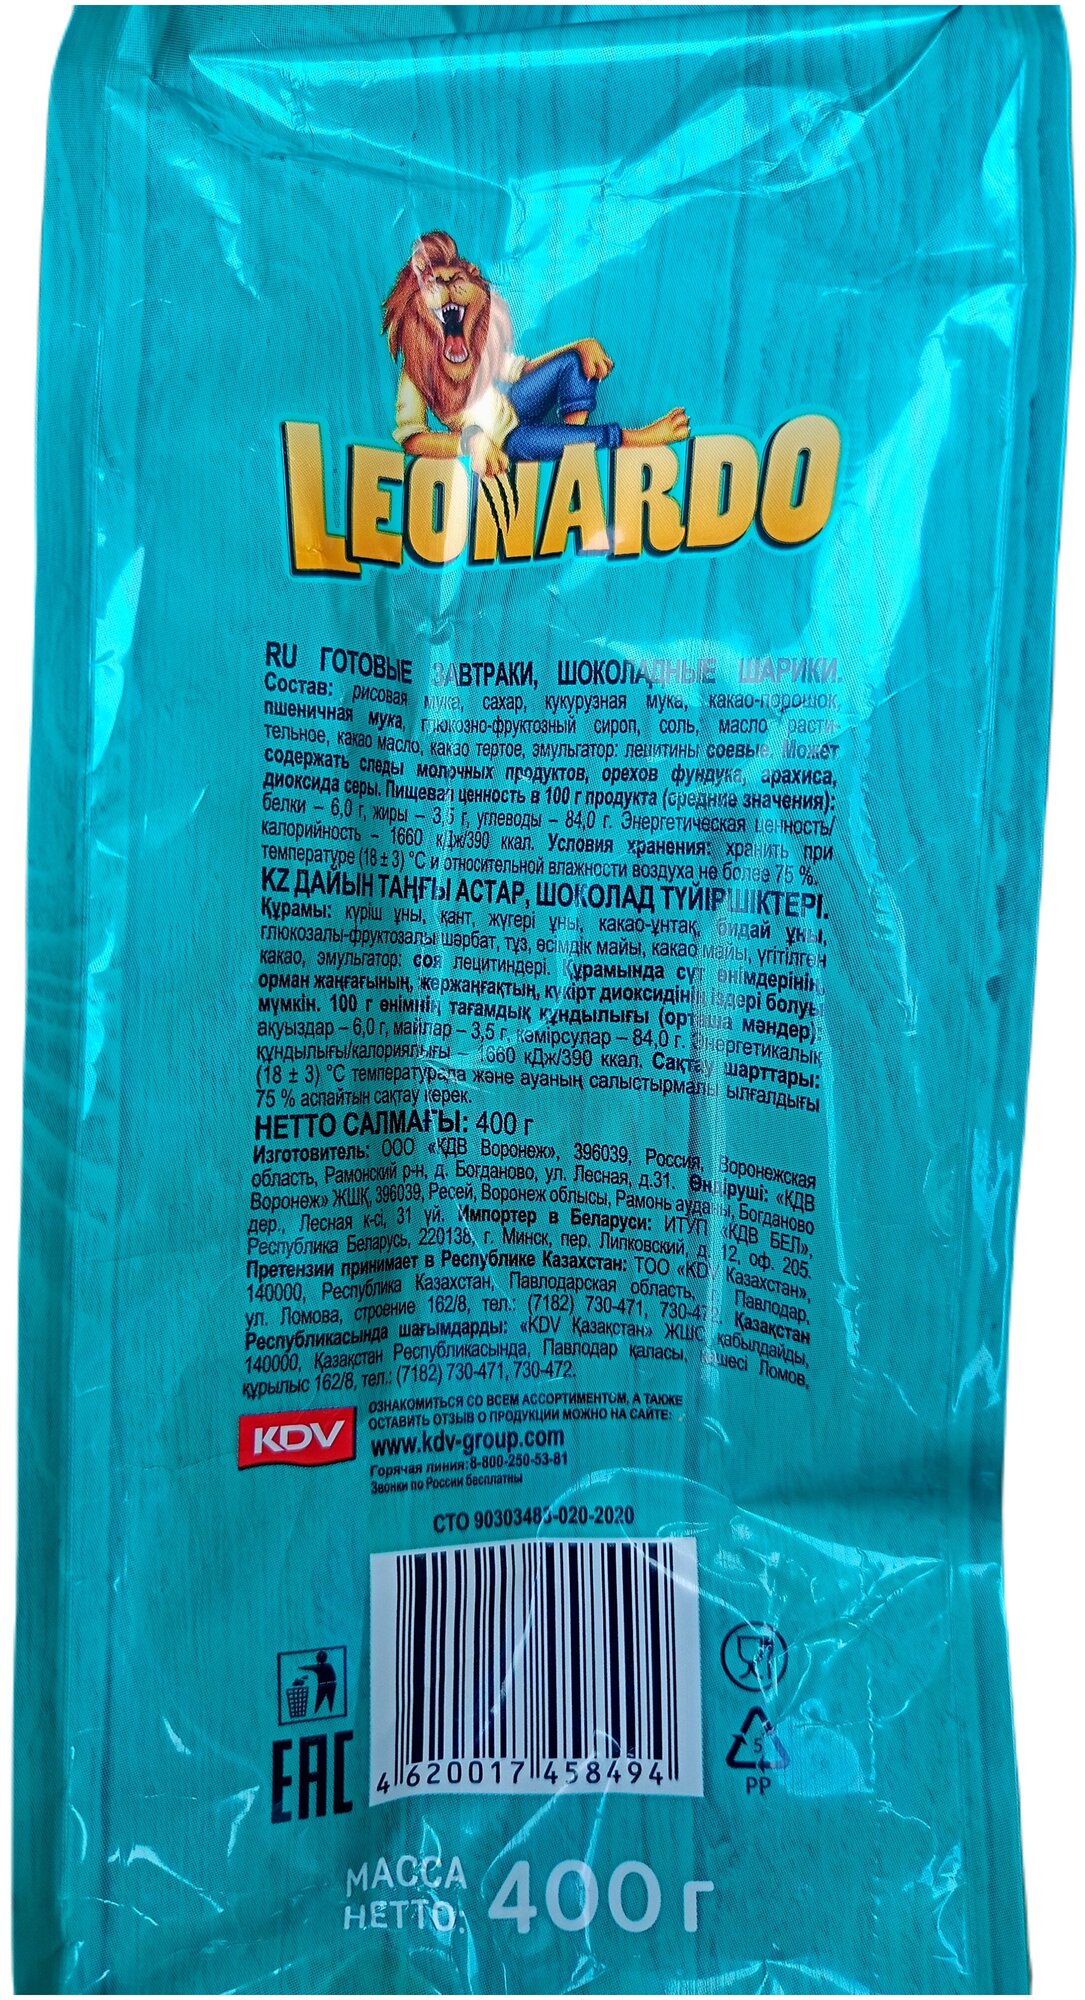 LEONARDO
RU ГОТОВЫЕ ЗАВТРАКИ, ШОКОЛАДНЫЕ ШАРИКИ.
Состав: рисовая мука, сахар, кукурузная мука, какао-порошок,
пшеничная мука, глюкозно-фруктозный сироп, соль, масло расти-
тельное, какао масло, какао тертое, эмульгатор: лецитины соевые. Может
содержать следы молочных продуктов, орехов фундука, арахиса,
диоксида серы. Пищевая ценность в 100 г продукта (средние значения):
белки – 6,0 г, жиры – 3,5 г, углеводы – 84,0 г. Энергетическая ценность/
калорийность – 1660 кДж/390 ккал. Условия хранения: хранить при
температуре (18 ± 3) °С и относительной влажности воздуха не более 75 %.
KZ ДАЙЫН ТАҢҒЫ АСТАР, ШОКОЛАД ТҮЙІРШІКТЕРІ.
Құрамы: күріш ұны, қант, жүгері ұны, какао-ұнтақ, бидай ұны,
глюкозалы-фруктозалы шәрбат, тұз, өсімдік майы, какао майы, үгітілген
какао, эмульгатор: соя лецитиндері. Құрамында сүт өнімдерінің,
орман жаңғағының, жержаңғақтың, күкірт диоксидінің іздері болуы
мүмкін. 100 г өнімнің тағамдық құндылығы (орташа мәндер):
ақуыздар – 6,0 г, майлар – 3,5 г, көмірсулар – 84,0 г. Энергетикалық
құндылығы/калориялығы – 1660 кДж/390 ккал. Сақтау шарттары:
(18 ± 3) °С температурада және ауаның салыстырмалы ылғалдығы
75 % аспайтын сақтау керек.
НЕТТО САЛМАҒЫ: 400 г
Изготовитель: ООО «КДВ Воронеж», 396039, Россия, Воронежская
область, Рамонский р-н, д. Богданово, ул. Лесная, д.31. Өндіруші: «КДВ
Воронеж» ЖШҚ, 396039, Ресей, Воронеж облысы, Рамонь ауданы, Богданово
дер., Лесная к-сі, 31 үй. Импортер в Беларуси: ИТУП «КДВ БЕЛ»,
Республика Беларусь, 220138, г. Минск, пер. Липковский, д. 12, оф. 205.
Претензии принимает в Республике Казахстан: ТОО «KDV Казахстан»,
140000, Республика Казахстан, Павлодарская область, Павлодар,
ул. Ломова, строение 162/8, тел.: (7182) 730-471, 730-472. Қазақстан
Республикасында шағымдарды: «KDV Қазақстан» ЖШС қабылдайды,
140000, Қазақстан Республикасында, Павлодар қаласы, көшесі Ломов,
құрылыс 162/8, тел.: (7182) 730-471, 730-472.
KDV
ОЗНАКОМИТЬСЯ СО ВСЕМ АССОРТИМЕНТОМ, А ТАКЖЕ
ОСТАВИТЬ ОТЗЫВ О ПРОДУКЦИИ МОЖНО НА САЙТЕ:
www.kdv-group.com
Горячая линия:8-800-250-53-81
Звонки по России бесплатны
СТО 90303483-020-2020
4 620017 458494
EAC
5
PP
МАССА
НЕТТО: 400 г